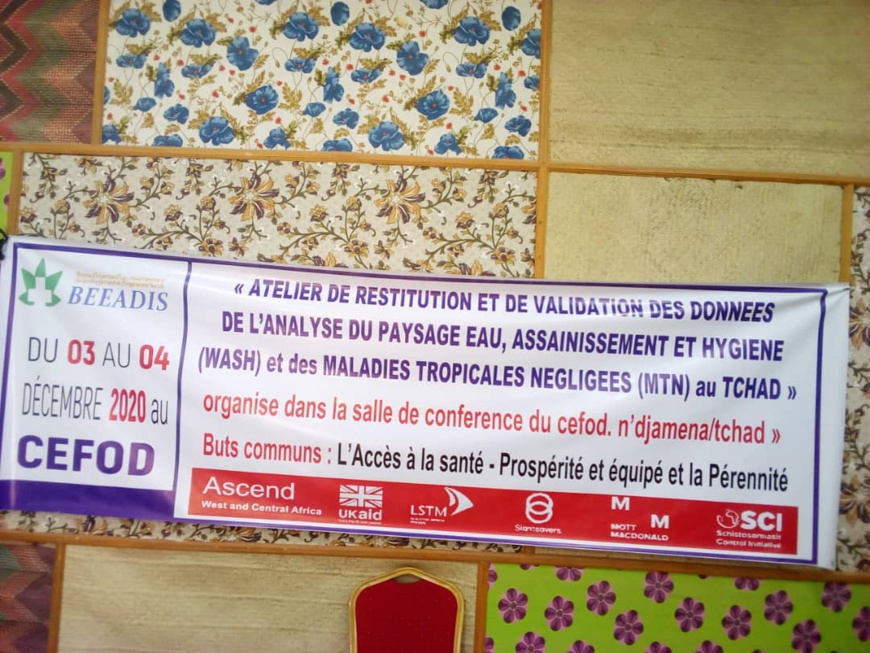 BEEADIS
DU 03 AU 04
DÉCEMBRE 2020 au
CEFOD
« ATELIER DE RESTITUTION ET DE VALIDATION DES DONNEES
DE L'ANALYSE DU PAYSAGE EAU, ASSAINISSEMENT ET HYGIENE
(WASH) et des MALADIES TROPICALES NEGLIGEES (MTN) au TCHAD »
organise dans la salle de conference du cefod. n'djamena/tchad »
Buts communs : L'Accès à la santé - Prospérité et équipé et la Pérennité
Ascend
West and Central Africa
UKaid
LSTM
Sightsavers
M
MOTT M
MACDONALD
SCI
Schistosomiasis
Control Initiative